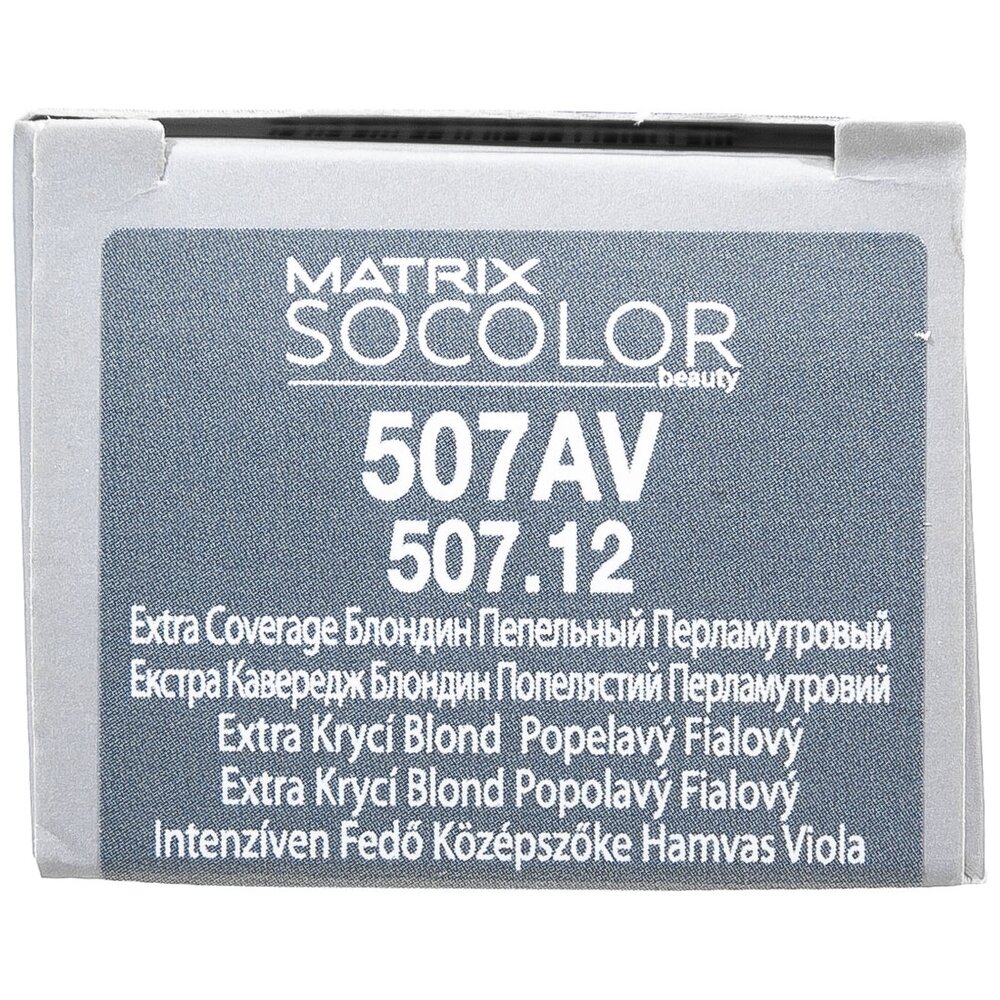 MATRIX
SOCOLOR
beauty
507AV
507.12
Extra Coverage Блондин Пепельный Перламутровый
Екстра Кавередж Блондин Попелястий Перламутровий
Extra Krycí Blond Popelavý Fialový
Extra Krycí Blond Popolavý Fialový
Intenzíven Fedő Középszőke Hamvas Viola